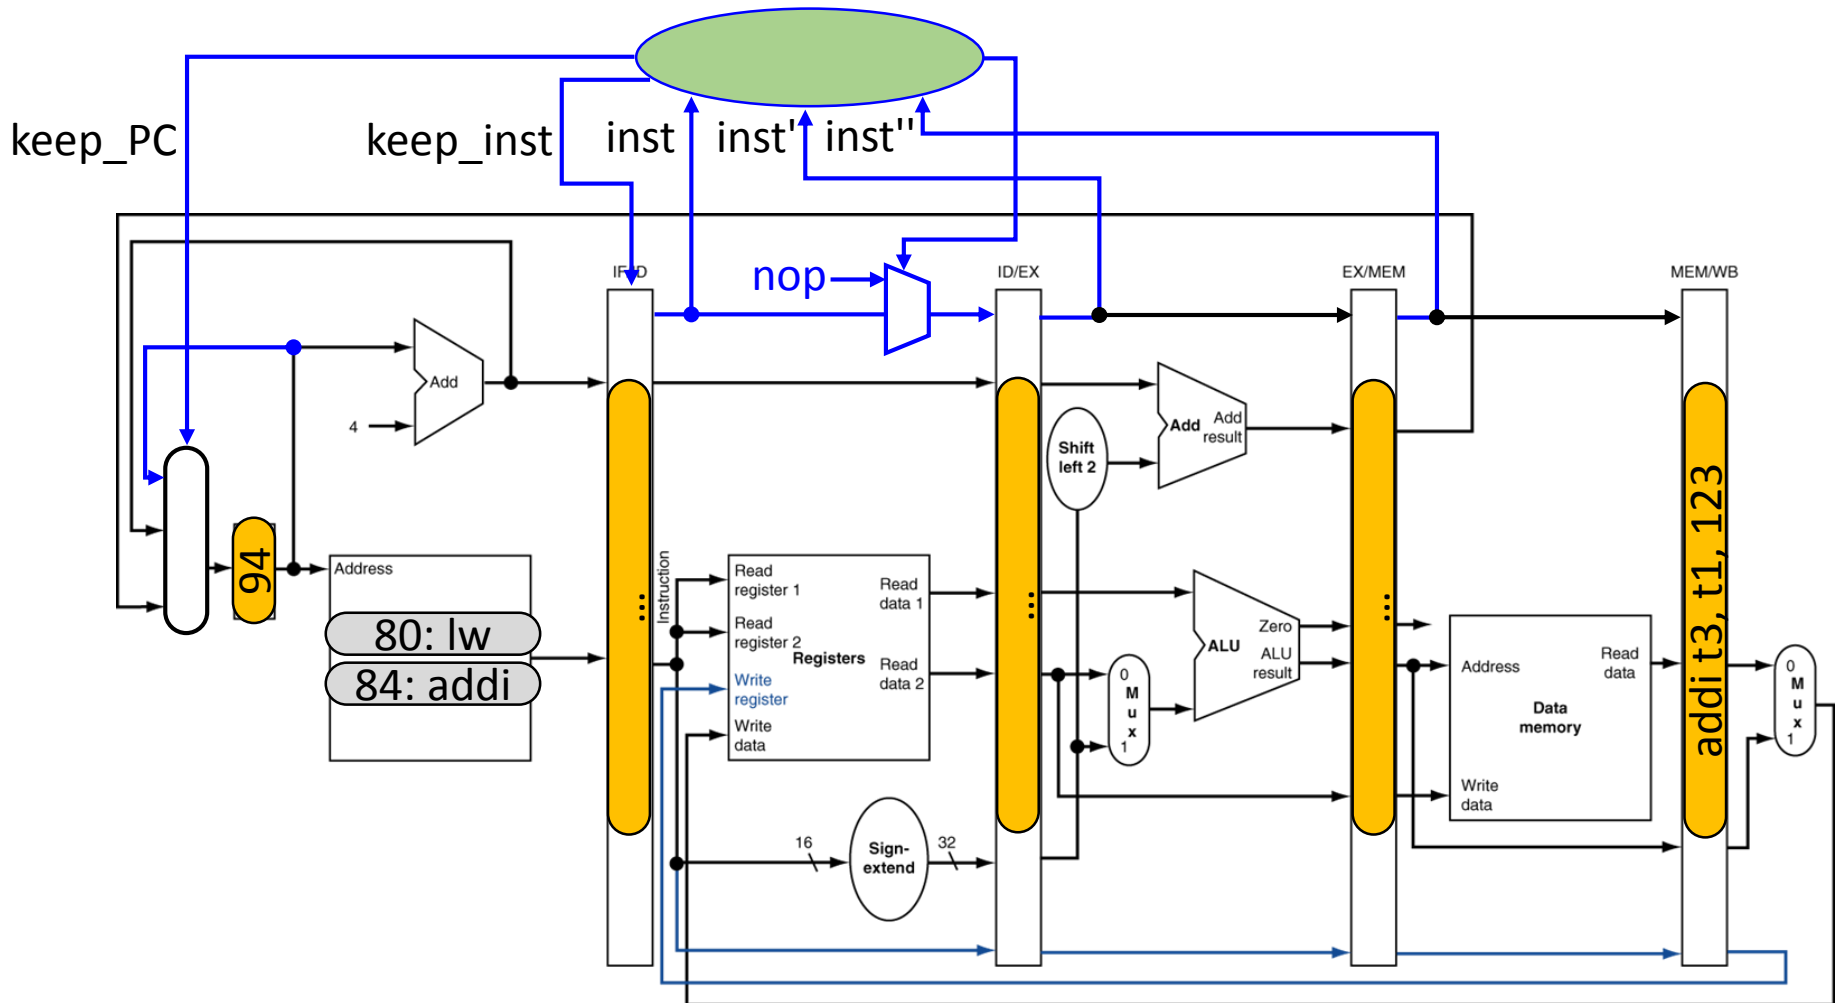 keep_PC
keep_inst
inst
inst'
inst''
nop
IF/ID
ID/EX
EX/MEM
MEM/WB
Add
4
Shift
left 2
Add
Add
result
94
Address
80: lw
84: addi
...
Instruction
Read
register 1
Read
register 2
Write
register
Write
data
Registers
Read
data 1
Read
data 2
16
Sign-
extend
32
...
0
M
u
x
1
ALU
Zero
ALU
result
...
Address
Read
data
Data
memory
Write
data
addi t3, t1, 123
0
M
u
x
1